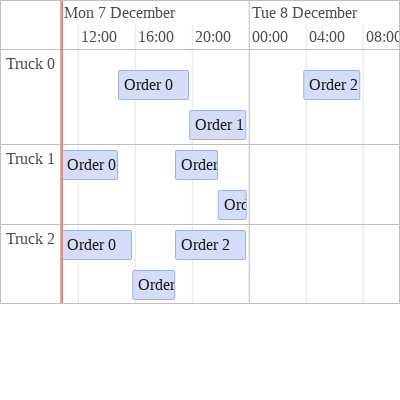 Mon 7 December
Tue 8 December
12:00
16:00
20:00
00:00
04:00
08:00
Truck 0
Order 0
Order 2
Order 1
Truck 1
Order 0
Order
Ord
Truck 2
Order 0
Order 2
Order